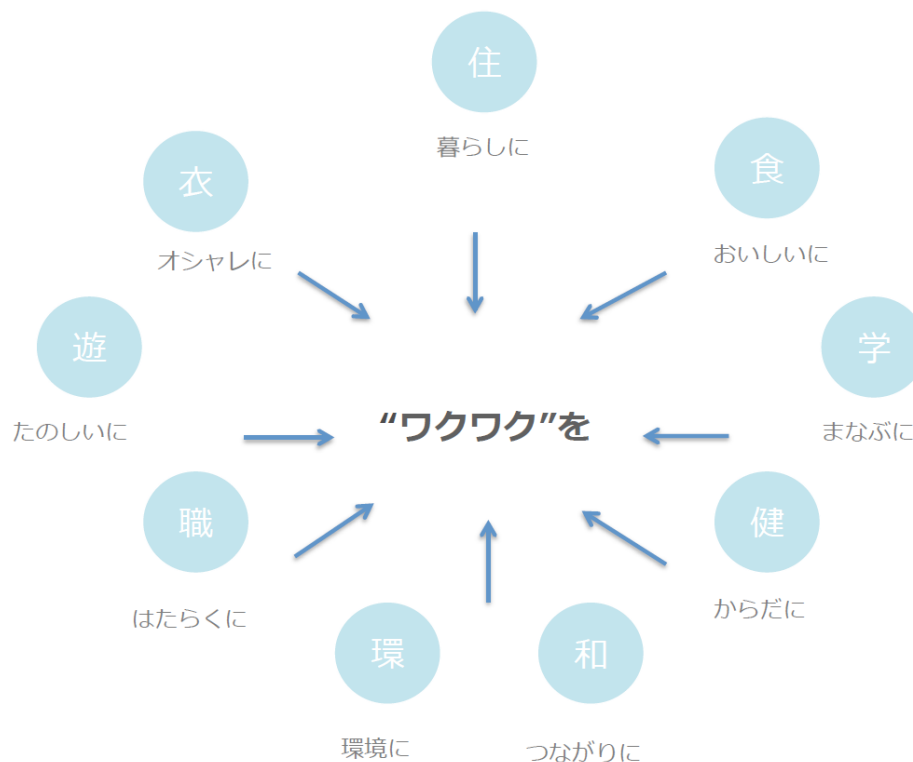 住
暮らしに
衣
オシャレに
食
おいしいに
遊
たのしいに
学
まなぶに
“ワクワク”を
職
はたらくに
健
からだに
環
環境に
和
つながりに